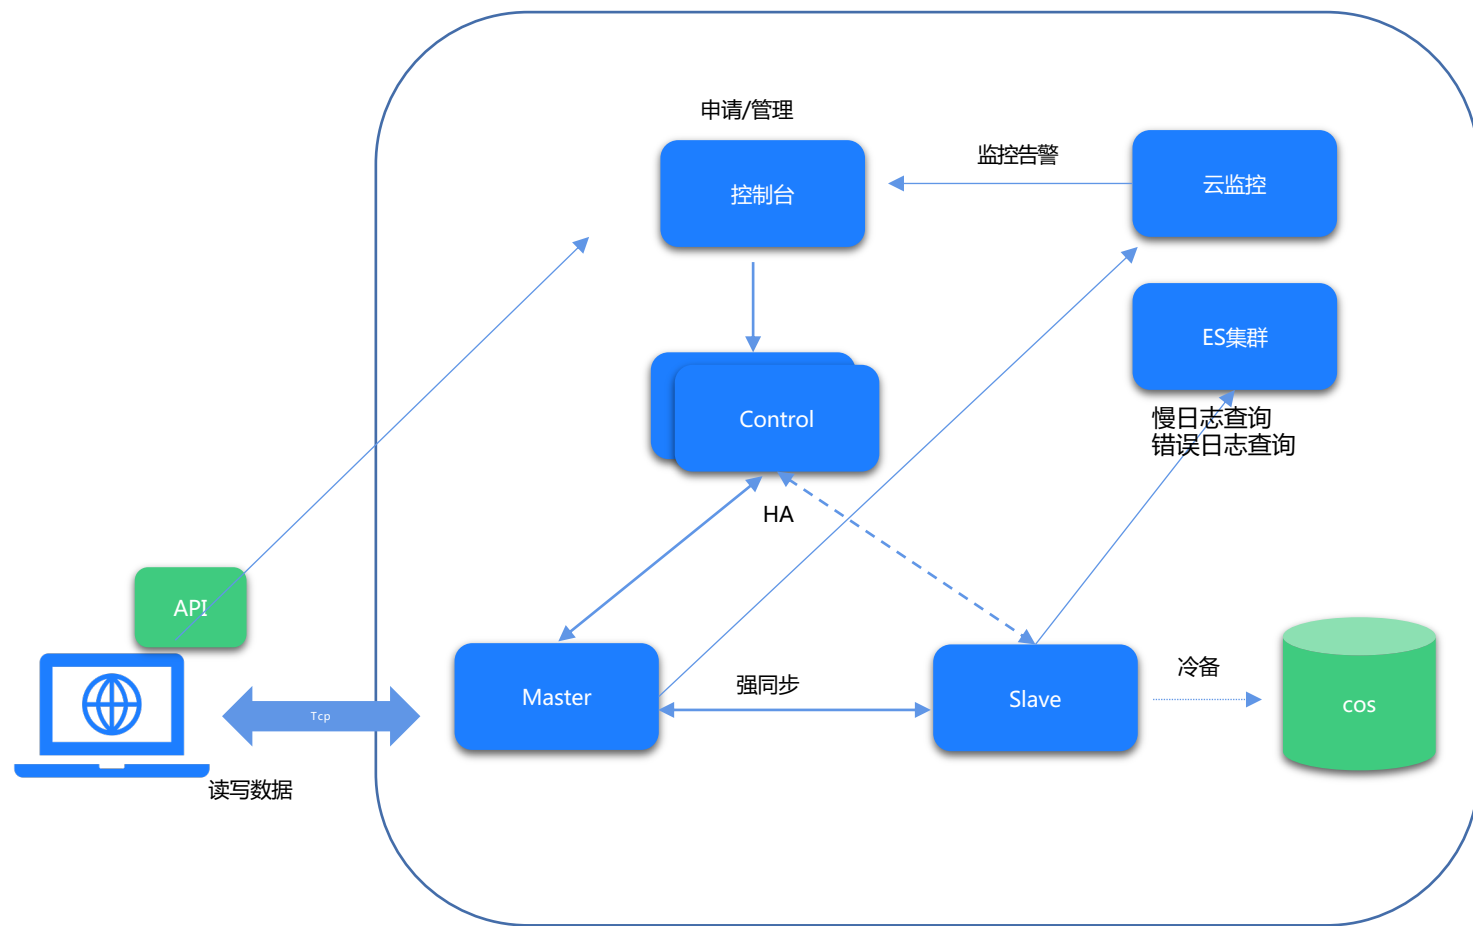 申请/管理
控制台
监控告警
云监控
ES集群
慢日志查询
错误日志查询
Control
HA
API
Master
强同步
Slave
冷备
cos
Tcp
读写数据